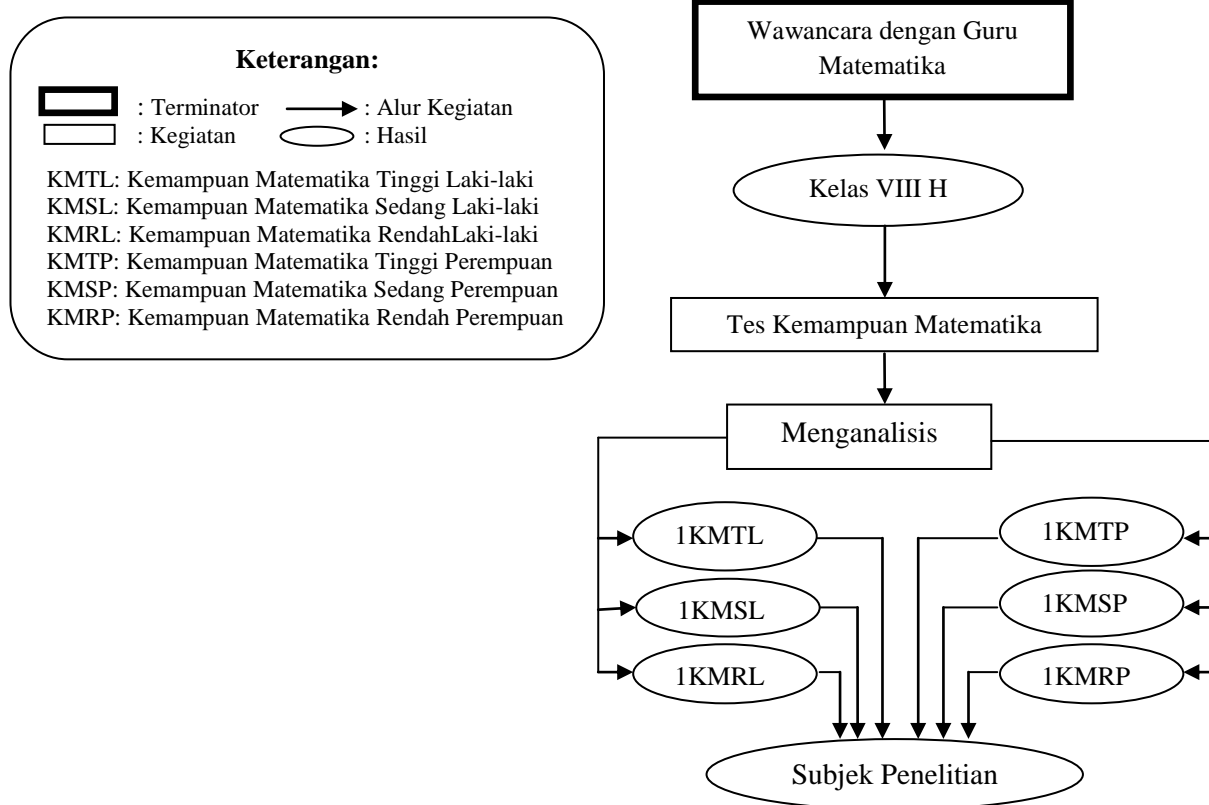 Keterangan:
: Terminator : Alur Kegiatan
: Kegiatan : Hasil
KMTL: Kemampuan Matematika Tinggi Laki-laki
KMSL: Kemampuan Matematika Sedang Laki-laki
KMRL: Kemampuan Matematika RendahLaki-laki
KMTP: Kemampuan Matematika Tinggi Perempuan
KMSP: Kemampuan Matematika Sedang Perempuan
KMRP: Kemampuan Matematika Rendah Perempuan
Wawancara dengan Guru
Matematika
Kelas VIII H
Tes Kemampuan Matematika
Menganalisis
1KMTL
1KMSL
1KMRL
1KMTP
1KMSP
1KMRP
Subjek Penelitian